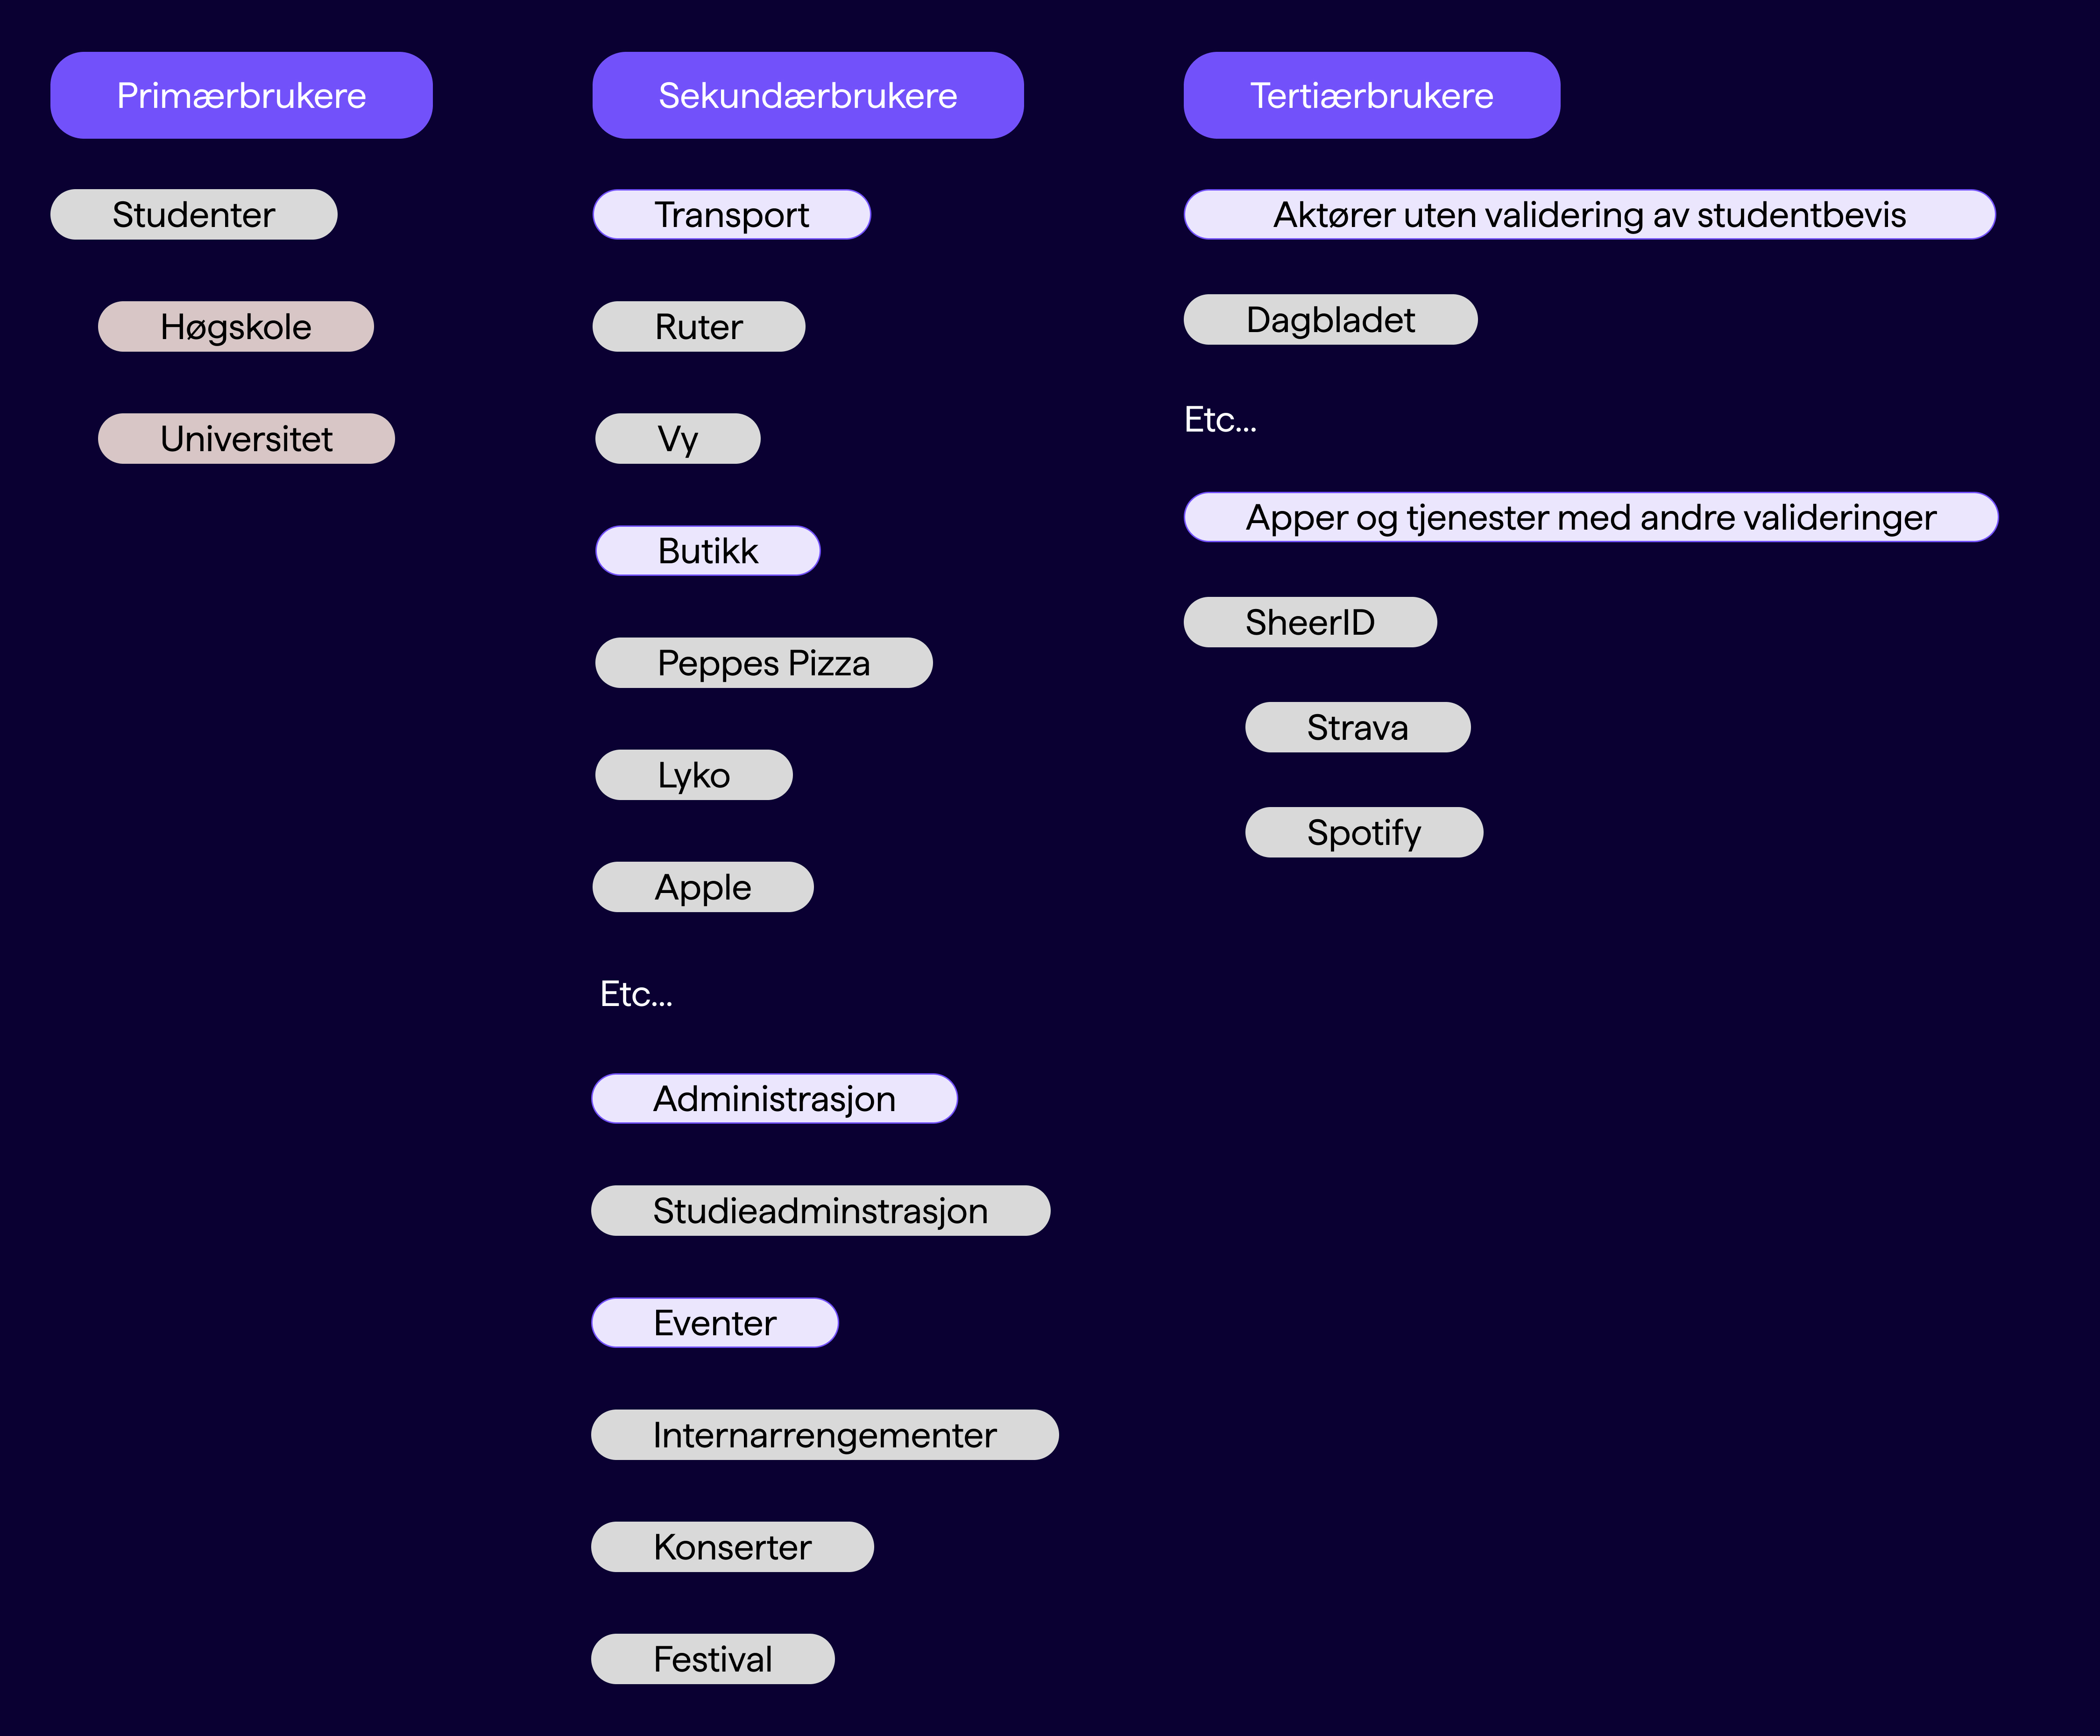 Primærbrukere
Studenter
Høgskole
Universitet
Sekundærbrukere
Transport
Ruter
Vy
Butikk
Peppes Pizza
Lyko
Apple
Etc...
Administrasjon
Studieadminstrasjon
Eventer
Internarrengementer
Konserter
Festival
Tertiærbrukere
Aktører uten validering av studentbevis
Dagbladet
Etc...
Apper og tjenester med andre valideringer
SheerID
Strava
Spotify